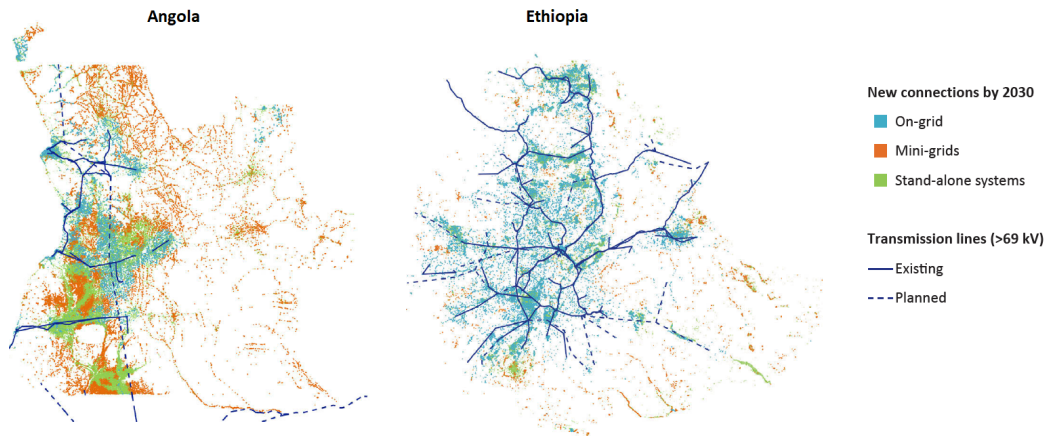 Angola
Ethiopia
New connections by 2030
On-grid
Mini-grids
Stand-alone systems
Transmission lines (>69 kV)
Existing
Planned